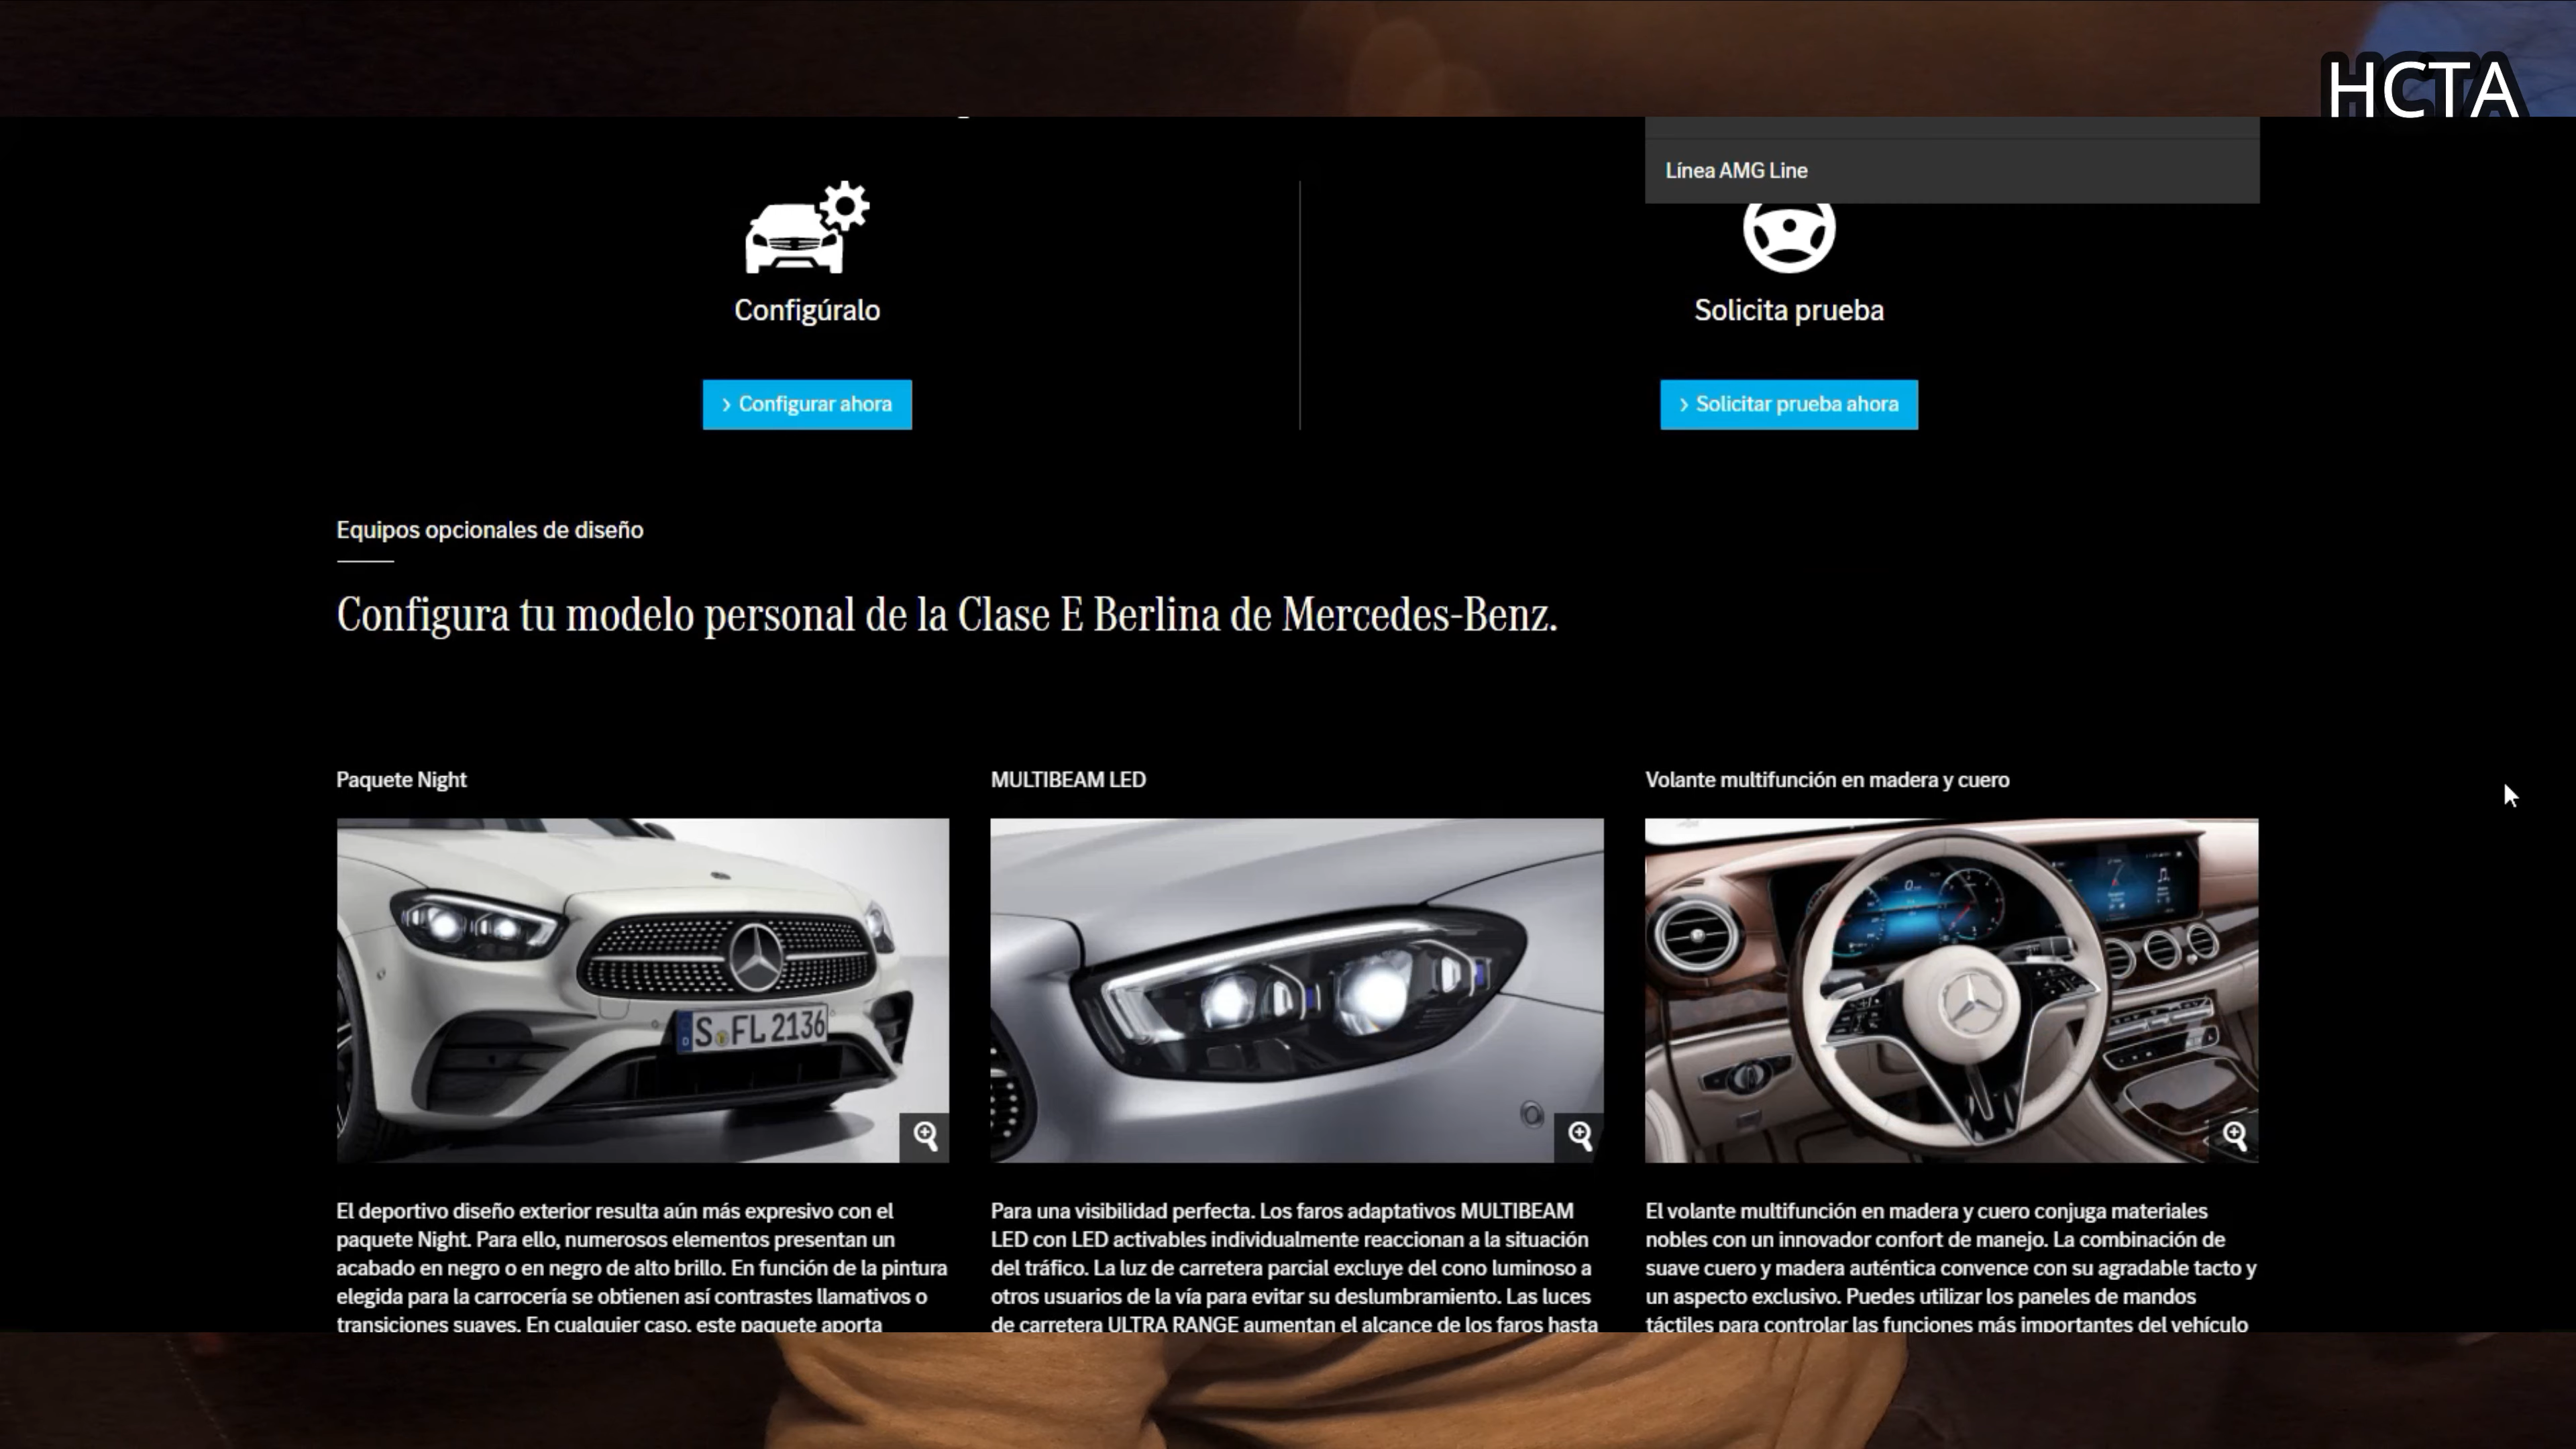 HCTA
Línea AMG Line
Configúralo
Solicita prueba
Configurar ahora
Solicitar prueba ahora
Equipos opcionales de diseño
Configura tu modelo personal de la Clase E Berlina de Mercedes-Benz.
Paquete Night
MULTIBEAM LED
Volante multifunción en madera y cuero
S FL 2136
El deportivo diseño exterior resulta aún más expresivo con el
paquete Night. Para ello, numerosos elementos presentan un
acabado en negro o en negro de alto brillo. En función de la pintura
elegida para la carrocería se obtienen así contrastes llamativos o
transiciones suaves. En cualquier caso, este paquete aporta
Para una visibilidad perfecta. Los faros adaptativos MULTIBEAM
LED con LED activables individualmente reaccionan a la situación
del tráfico. La luz de carretera parcial excluye del cono luminoso a
otros usuarios de la vía para evitar su deslumbramiento. Las luces
de carretera ULTRA RANGE aumentan el alcance de los faros hasta
El volante multifunción en madera y cuero conjuga materiales
nobles con un innovador confort de manejo. La combinación de
suave cuero y madera auténtica convence con su agradable tacto y
un aspecto exclusivo. Puedes utilizar los paneles de mandos
táctiles para controlar las funciones más importantes del vehículo